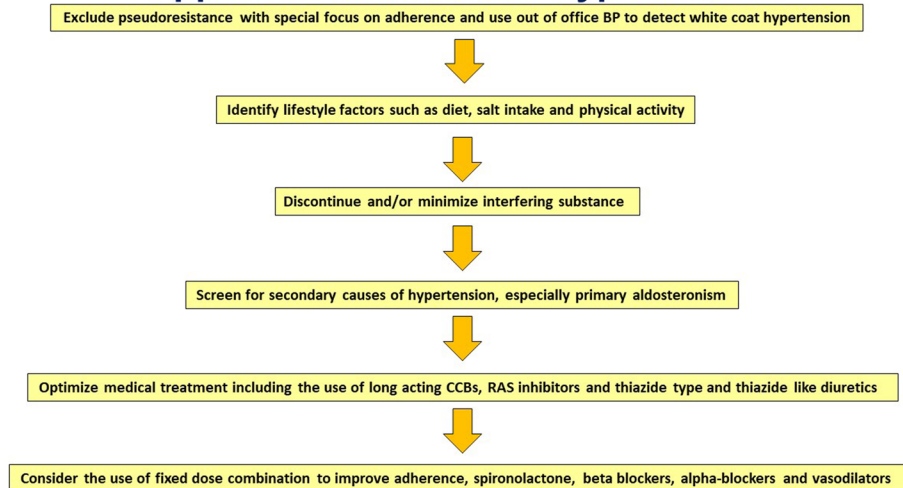 Exclude pseudoresistance with special focus on adherence and use out of office BP to detect white coat hypertension
Identify lifestyle factors such as diet, salt intake and physical activity
Discontinue and/or minimize interfering substance
Screen for secondary causes of hypertension, especially primary aldosteronism
Optimize medical treatment including the use of long acting CCBs, RAS inhibitors and thiazide type and thiazide like diuretics
Consider the use of fixed dose combination to improve adherence, spironolactone, beta blockers, alpha-blockers and vasodilators